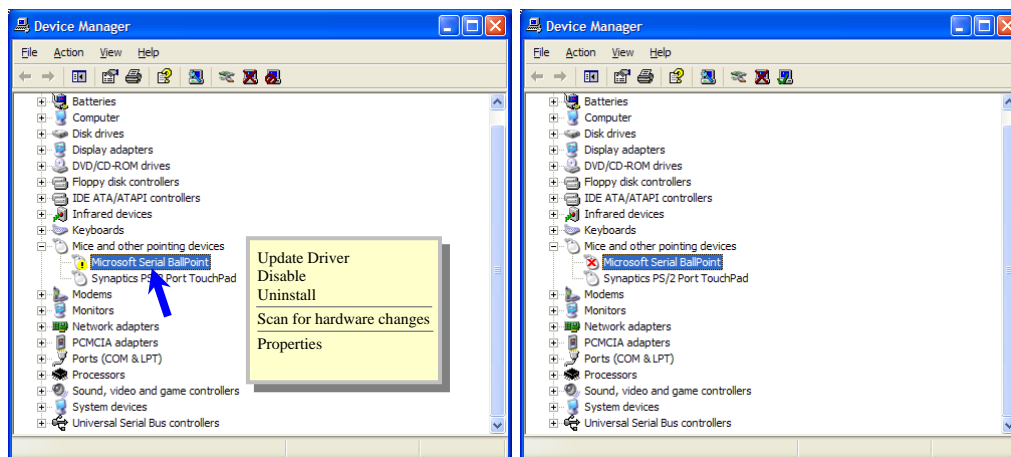 Device Manager
File Action View Help
Batteries
Computer
Disk drives
Display adapters
DVD/CD-ROM drives
Floppy disk controllers
IDE ATA/ATAPI controllers
Infrared devices
Keyboards
Mice and other pointing devices
Microsoft Serial BallPoint
Synaptics PS/2 Port TouchPad
Modems
Monitors
Network adapters
PCMCIA adapters
Ports (COM & LPT)
Processors
Sound, video and game controllers
System devices
Universal Serial Bus controllers
Update Driver
Disable
Uninstall
Scan for hardware changes
Properties
Device Manager
File Action View Help
Batteries
Computer
Disk drives
Display adapters
DVD/CD-ROM drives
Floppy disk controllers
IDE ATA/ATAPI controllers
Infrared devices
Keyboards
Mice and other pointing devices
Microsoft Serial BallPoint
Synaptics PS/2 Port TouchPad
Modems
Monitors
Network adapters
PCMCIA adapters
Ports (COM & LPT)
Processors
Sound, video and game controllers
System devices
Universal Serial Bus controllers